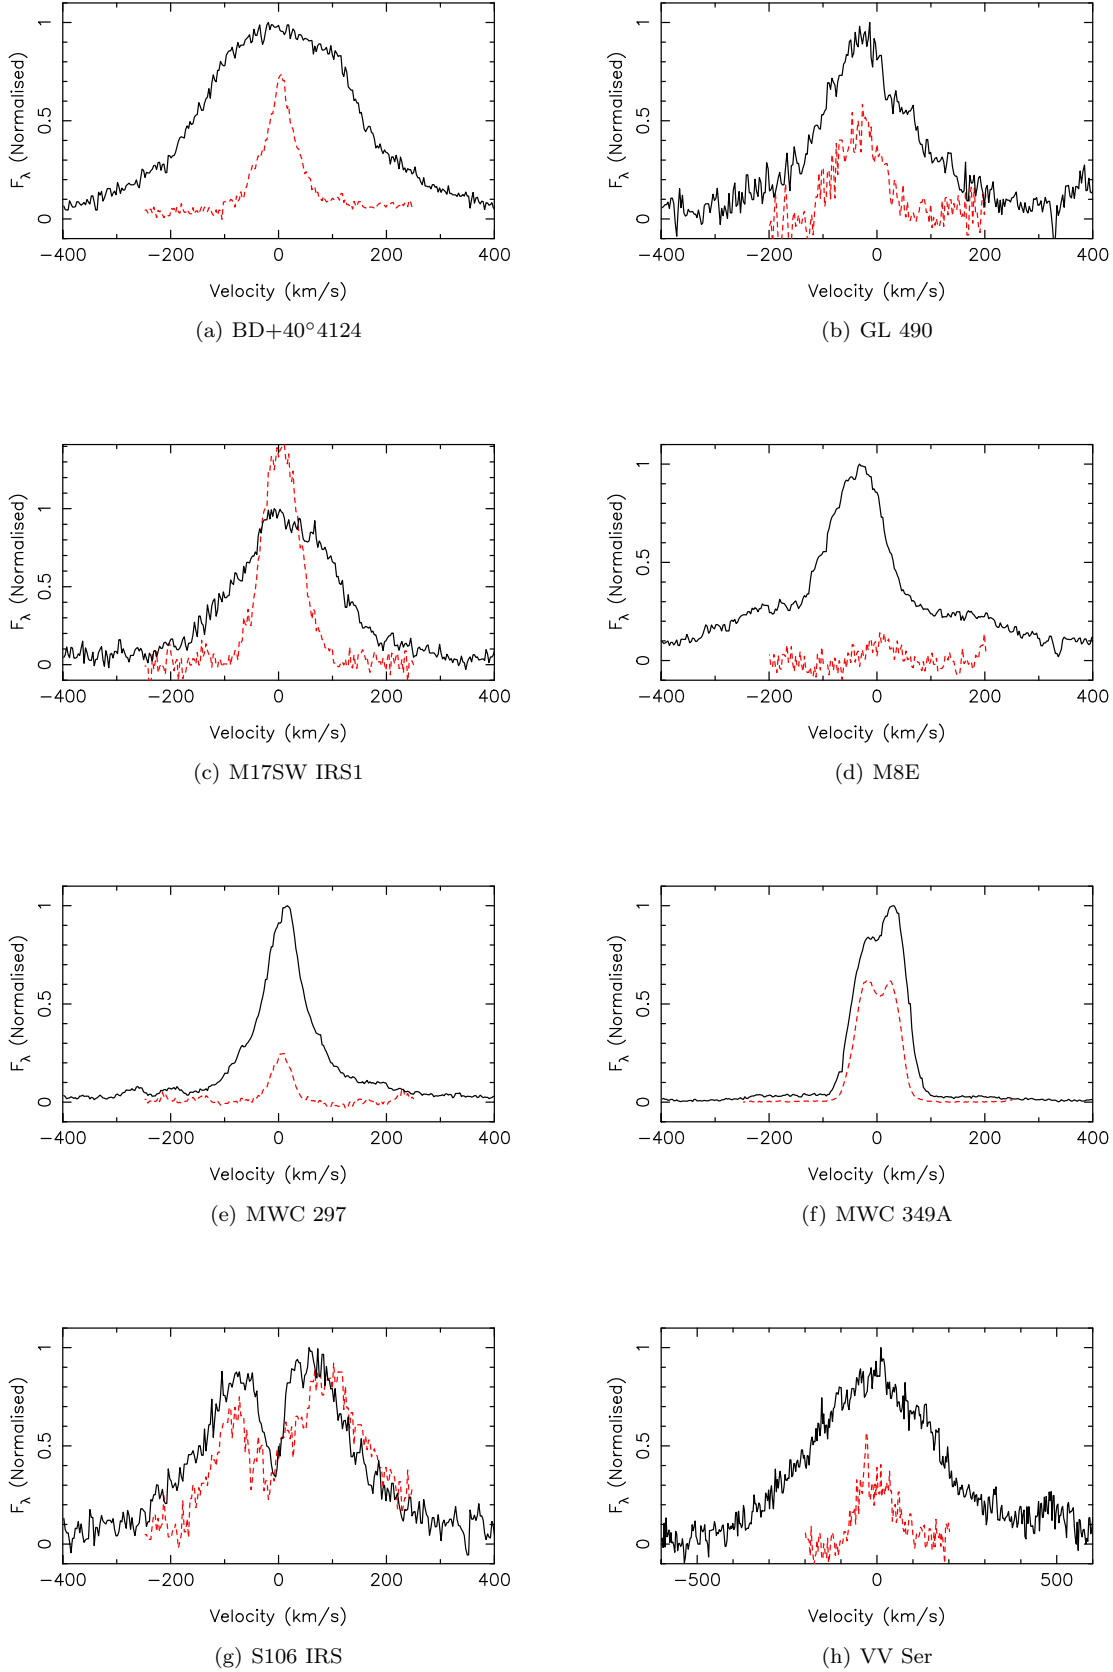 F_λ (Normalised)
0 0.5 1
−400 −200 0 200 400
Velocity (km/s)
(a) BD+40°4124
F_λ (Normalised)
0 0.5 1
−400 −200 0 200 400
Velocity (km/s)
(b) GL 490
F_λ (Normalised)
0 0.5 1
−400 −200 0 200 400
Velocity (km/s)
(c) M17SW IRS1
F_λ (Normalised)
0 0.5 1
−400 −200 0 200 400
Velocity (km/s)
(d) M8E
F_λ (Normalised)
0 0.5 1
−400 −200 0 200 400
Velocity (km/s)
(e) MWC 297
F_λ (Normalised)
0 0.5 1
−400 −200 0 200 400
Velocity (km/s)
(f) MWC 349A
F_λ (Normalised)
0 0.5 1
−400 −200 0 200 400
Velocity (km/s)
(g) S106 IRS
F_λ (Normalised)
0 0.5 1
−500 0 500
Velocity (km/s)
(h) VV Ser